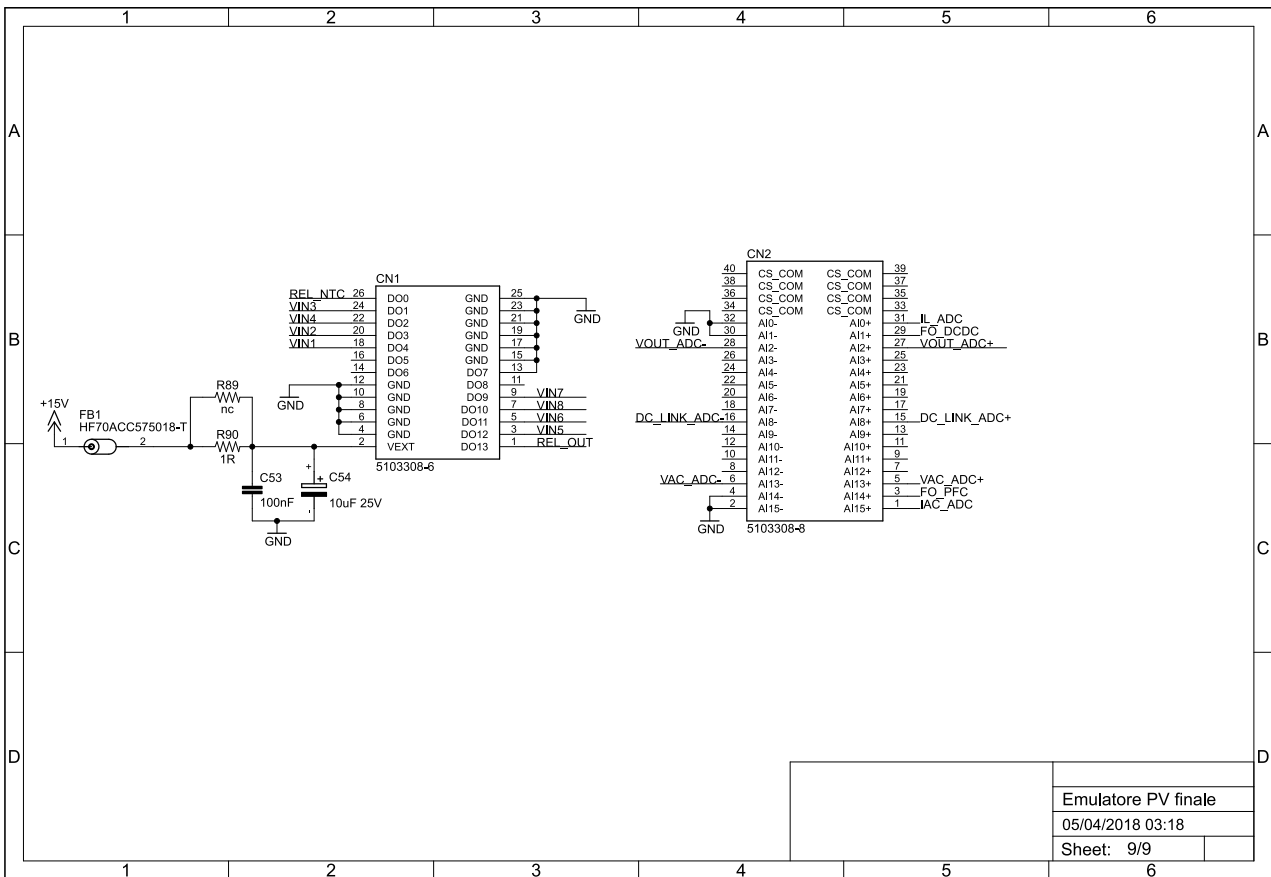 1 2 3 4 5 6
A A
B B
C C
D D
CN1
REL_NTC 26 DO0 GND 25
VIN3 24 DO1 GND 23
VIN4 22 DO2 GND 21
VIN2 20 DO3 GND 19
VIN1 18 DO4 GND 17
16 DO5 GND 15
14 DO6 DO7 13
12 GND DO8 11
10 GND DO9 9 VIN7
8 GND DO10 7 VIN8
6 GND DO11 5 VIN6
4 GND DO12 3 VIN5
2 VEXT DO13 1 REL_OUT
5103308-6
GND
GND
+15V
FB1
HF70ACC575018-T
1 2
R89
nc
R90
1R
C53
100nF
+
+ C54
10uF 25V
-
GND
CN2
40 CS_COM CS_COM 39
38 CS_COM CS_COM 37
36 CS_COM CS_COM 35
34 CS_COM CS_COM 33
32 AI0- AI0+ 31 IL_ADC
GND
30 AI1- AI1+ 29 FO_DCDC
VOUT_ADC- 28 AI2- AI2+ 27 VOUT_ADC+
26 AI3- AI3+ 25
24 AI4- AI4+ 23
22 AI5- AI5+ 21
20 AI6- AI6+ 19
18 AI7- AI7+ 17
DC_LINK_ADC- 16 AI8- AI8+ 15 DC_LINK_ADC+
14 AI9- AI9+ 13
12 AI10- AI10+ 11
10 AI11- AI11+ 9
8 AI12- AI12+ 7
VAC_ADC- 6 AI13- AI13+ 5 VAC_ADC+
4 AI14- AI14+ 3 FO_PFC
2 AI15- AI15+ 1 IAC_ADC
GND
5103308-8
Emulatore PV finale
05/04/2018 03:18
Sheet: 9/9
1 2 3 4 5 6